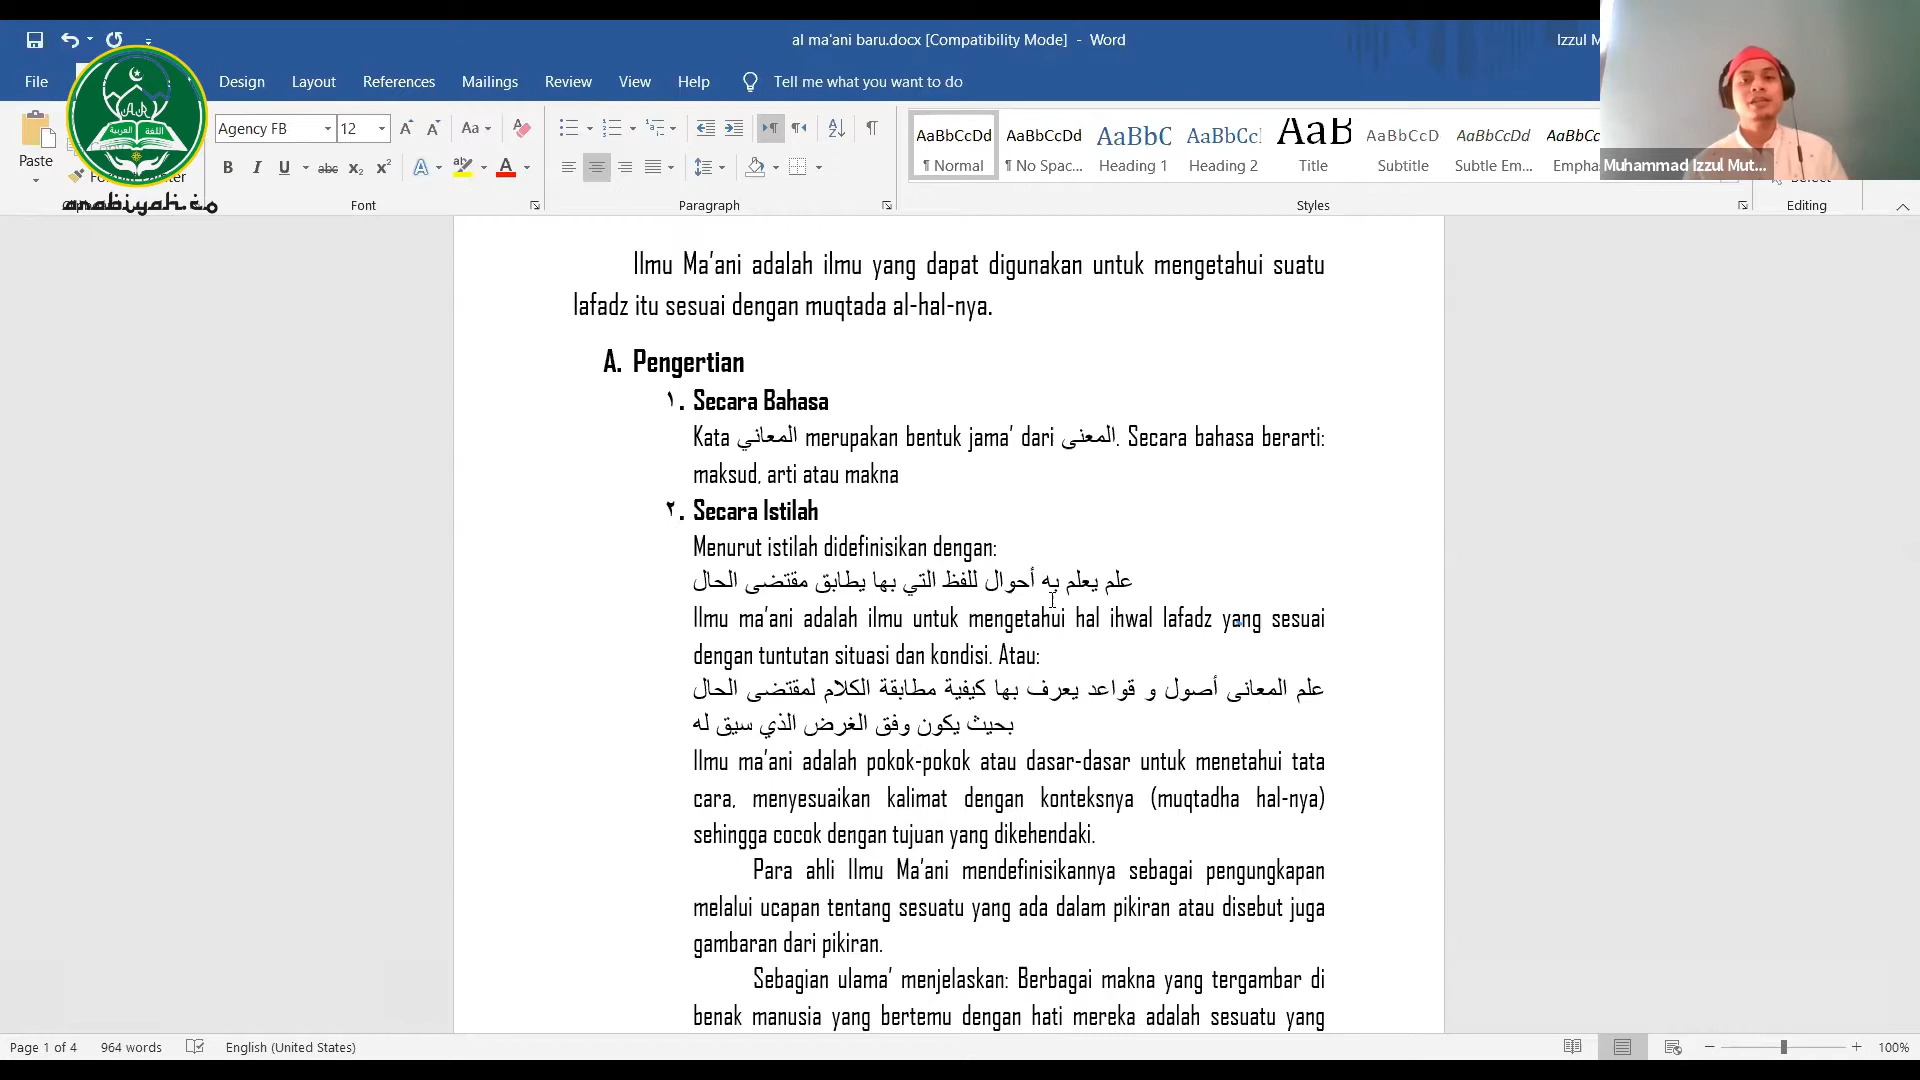 al ma'ani baru.docx [Compatibility Mode] - Word
Izzul M
File
Design
Layout
References
Mailings
Review
View
Help
Tell me what you want to do
Paste
Agency FB
12
AaBbCcDd
AaBbCcDd
AaBbC
AaBbCcl
AaB
AaBbCcD
AaBbCcDd
AaBbCc
¶ Normal
¶ No Spac...
Heading 1
Heading 2
Title
Subtitle
Subtle Em...
Empha
Muhammad Izzul Mut...
اللغة العربية
arabiyah.co
Font
Paragraph
Styles
Editing
Ilmu Ma'ani adalah ilmu yang dapat digunakan untuk mengetahui suatu
lafadz itu sesuai dengan muqtada al-hal-nya.
A. Pengertian
١. Secara Bahasa
Kata المعاني merupakan bentuk jama' dari المعنى. Secara bahasa berarti:
maksud, arti atau makna
٢. Secara Istilah
Menurut istilah didefinisikan dengan:
علم يعلم به أحوال للفظ التي بها يطابق مقتضى الحال
Ilmu ma'ani adalah ilmu untuk mengetahui hal ihwal lafadz yang sesuai
dengan tuntutan situasi dan kondisi. Atau:
علم المعانى أصول و قواعد يعرف بها كيفية مطابقة الكلام لمقتضى الحال
بحيث يكون وفق الغرض الذي سيق له
Ilmu ma'ani adalah pokok-pokok atau dasar-dasar untuk menetahui tata
cara, menyesuaikan kalimat dengan konteksnya (muqtadha hal-nya)
sehingga cocok dengan tujuan yang dikehendaki.
Para ahli Ilmu Ma'ani mendefinisikannya sebagai pengungkapan
melalui ucapan tentang sesuatu yang ada dalam pikiran atau disebut juga
gambaran dari pikiran.
Sebagian ulama' menjelaskan: Berbagai makna yang tergambar di
benak manusia yang bertemu dengan hati mereka adalah sesuatu yang
Page 1 of 4
964 words
English (United States)
100%